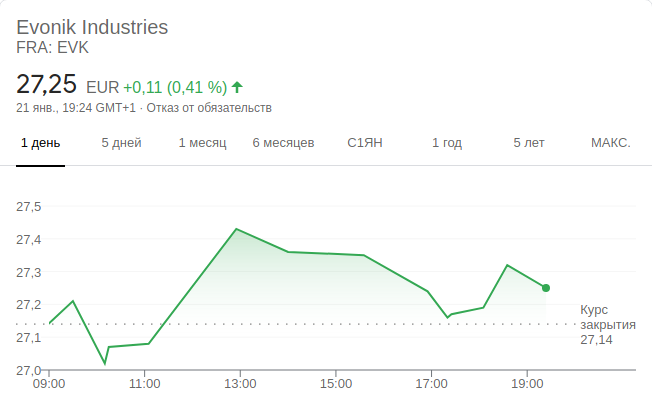 Evonik Industries
FRA: EVK
27,25 EUR +0,11 (0,41 %)
21 янв., 19:24 GMT+1 · Отказ от обязательств
1 день 5 дней 1 месяц 6 месяцев С1ЯН 1 год 5 лет МАКС.
27,5
27,4
27,3
27,2
27,1
27,0
Курс
закрытия
27,14
09:00 11:00 13:00 15:00 17:00 19:00